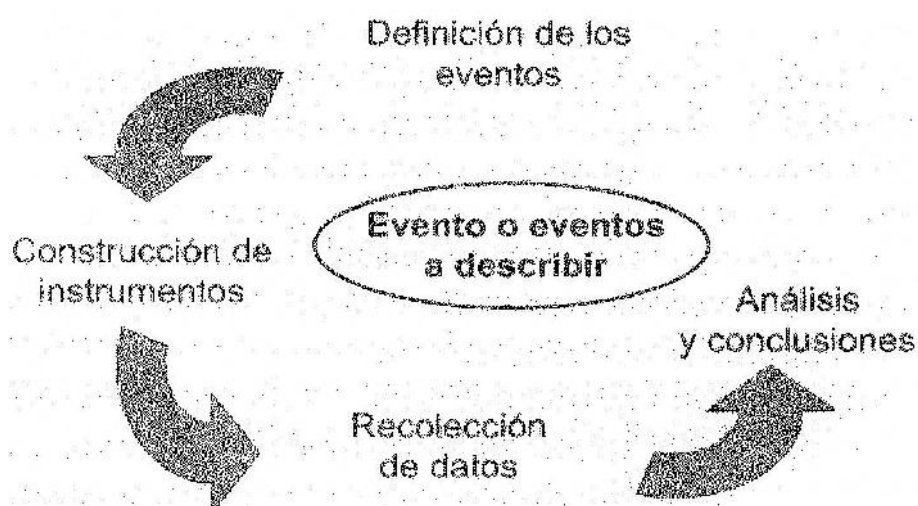 Definición de los
eventos
Evento o eventos
a describir
Construcción de
instrumentos
Análisis
y conclusiones
Recolección
de datos